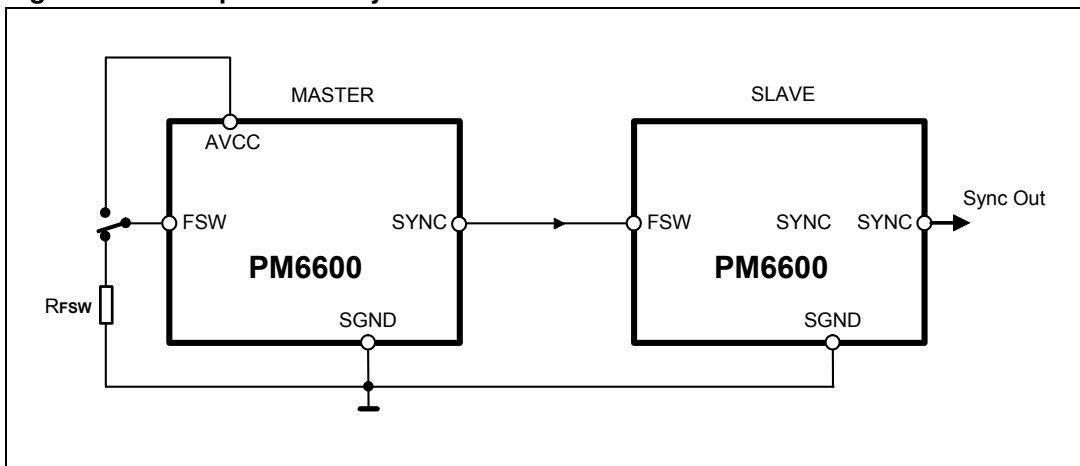 MASTER
SLAVE
AVCC
FSW
SYNC
FSW
SYNC
SYNC
Sync Out
PM6600
PM6600
RFSW
SGND
SGND